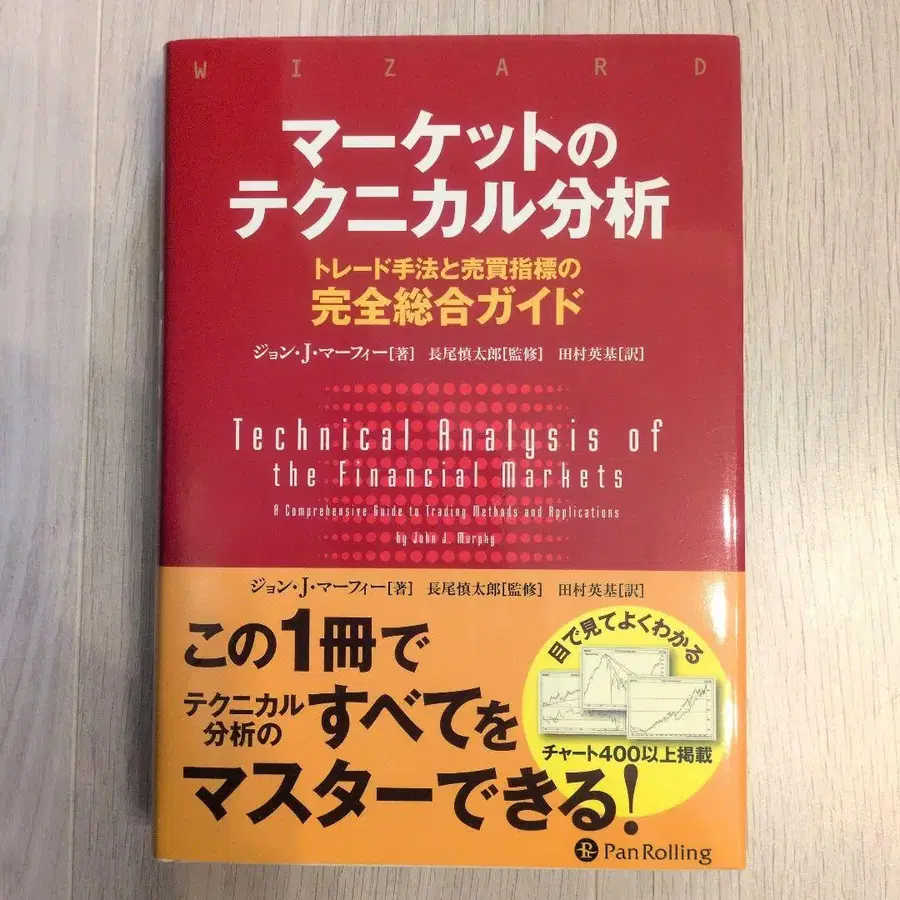 WIZARD
マーケットの
テクニカル分析
トレード手法と売買指標の
完全総合ガイド
ジョン・J・マーフィー[著] 長尾慎太郎[監修] 田村英基[訳]
Technical Analysis of
the Financial Markets
A Comprehensive Guide to Trading Methods and Applications
by John J. Murphy
ジョン・J・マーフィー[著] 長尾慎太郎[監修] 田村英基[訳]
この1冊で
テクニカル
分析の
すべてを
マスターできる!
目で見てよくわかる
チャート400以上掲載
PanRolling